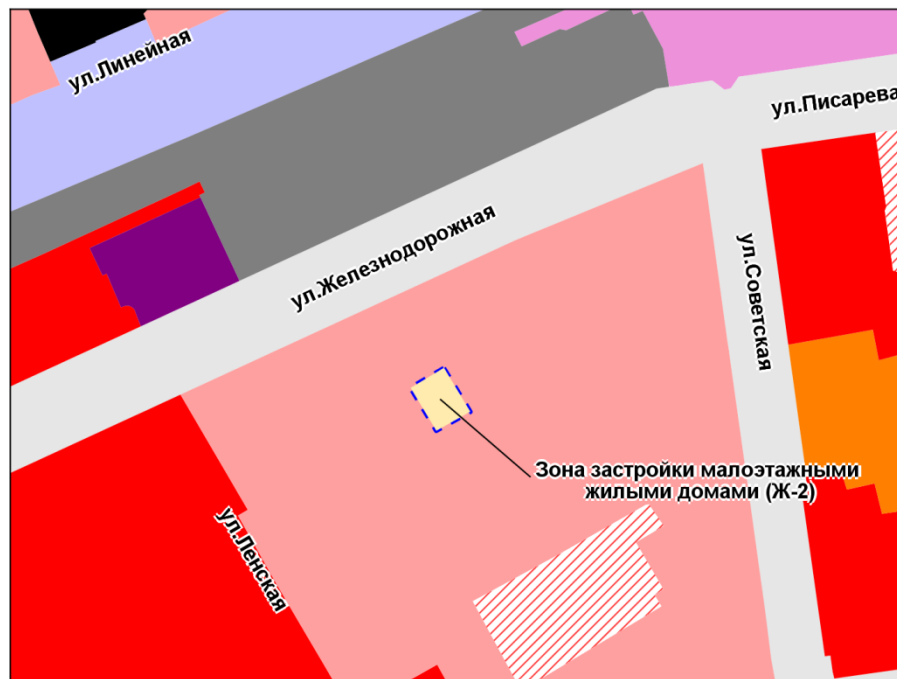 ул.Линейная
ул.Писарева
ул.Железнодорожная
ул.Советская
Зона застройки малоэтажными
жилыми домами (Ж-2)
ул.Ленская